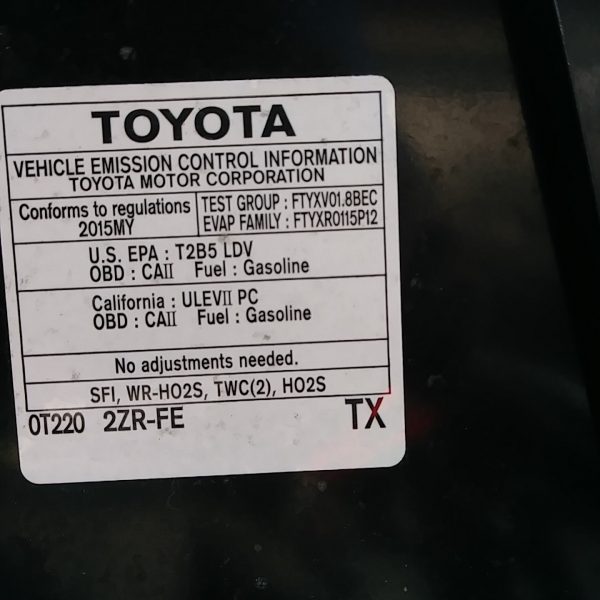 TOYOTA
VEHICLE EMISSION CONTROL INFORMATION
TOYOTA MOTOR CORPORATION
Conforms to regulations
2015MY
TEST GROUP : FTYXV01.8BEC
EVAP FAMILY : FTYXR0115P12
U.S. EPA : T2B5 LDV
OBD : CAII Fuel : Gasoline
California : ULEVII PC
OBD : CAII Fuel : Gasoline
No adjustments needed.
SFI, WR-HO2S, TWC(2), HO2S
0T220 2ZR-FE TX